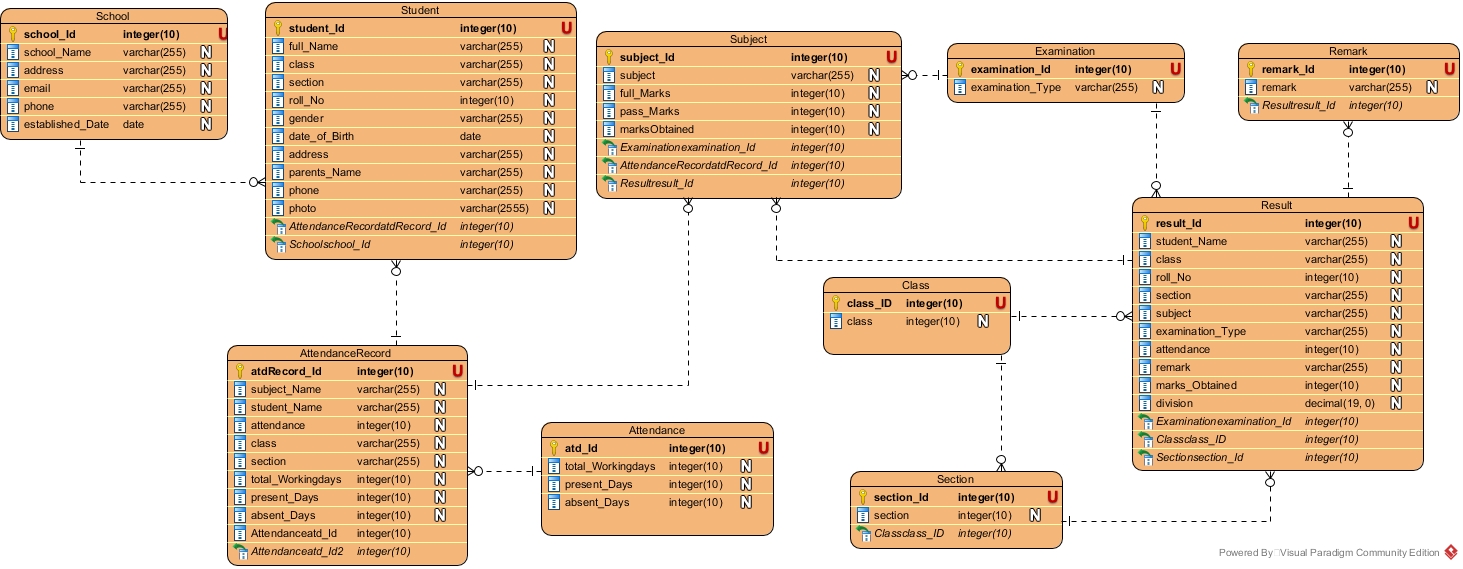 School
school_Id integer(10) U
school_Name varchar(255) N
address varchar(255) N
email varchar(255) N
phone varchar(255) N
established_Date date N
Student
student_Id integer(10) U
full_Name varchar(255) N
class varchar(255) N
section varchar(255) N
roll_No integer(10) N
gender varchar(255) N
date_of_Birth date N
address varchar(255) N
parents_Name varchar(255) N
phone varchar(255) N
photo varchar(2555) N
AttendanceRecordatdRecord_Id integer(10)
Schoolschool_Id integer(10)
Subject
subject_Id integer(10) U
subject varchar(255) N
full_Marks integer(10) N
pass_Marks integer(10) N
marksObtained integer(10) N
Examinationexamination_Id integer(10)
AttendanceRecordatdRecord_Id integer(10)
Resultresult_Id integer(10)
Examination
examination_Id integer(10) U
examination_Type varchar(255) N
Remark
remark_Id integer(10) U
remark varchar(255) N
Resultresult_Id integer(10)
Result
result_Id integer(10) U
student_Name varchar(255) N
class varchar(255) N
roll_No integer(10) N
section varchar(255) N
subject varchar(255) N
examination_Type varchar(255) N
attendance integer(10) N
remark varchar(255) N
marks_Obtained integer(10) N
division decimal(19, 0) N
Examinationexamination_Id integer(10)
Classclass_ID integer(10)
Sectionsection_Id integer(10)
Class
class_ID integer(10) U
class integer(10) N
AttendanceRecord
atdRecord_Id integer(10) U
subject_Name varchar(255) N
student_Name varchar(255) N
attendance integer(10) N
class varchar(255) N
section varchar(255) N
total_Workingdays integer(10) N
present_Days integer(10) N
absent_Days integer(10) N
Attendanceatd_Id integer(10)
Attendanceatd_Id2 integer(10)
Attendance
atd_Id integer(10) U
total_Workingdays integer(10) N
present_Days integer(10) N
absent_Days integer(10) N
Section
section_Id integer(10) U
section integer(10) N
Classclass_ID integer(10)
Powered By Visual Paradigm Community Edition